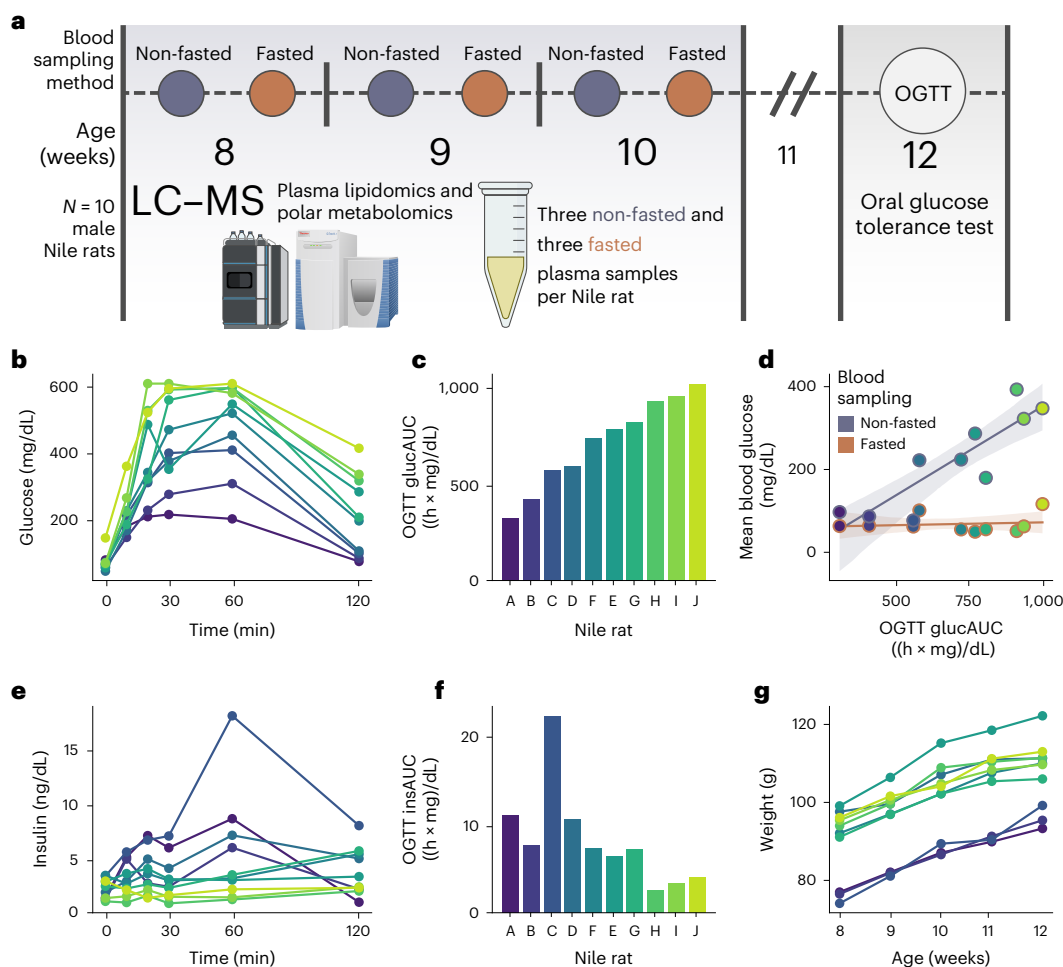 a
Blood
sampling
method
Non-fasted
Fasted
Non-fasted
Fasted
Non-fasted
Fasted
OGTT
Age
(weeks)
8
9
10
11
12
N = 10
male
Nile rats
LC–MS
Plasma lipidomics and
polar metabolomics
Three non-fasted and
three fasted
plasma samples
per Nile rat
Oral glucose
tolerance test
b
Glucose (mg/dL)
600
400
200
0
30
60
120
Time (min)
c
OGTT glucAUC
((h × mg)/dL)
1,000
500
0
A B C D F E G H I J
Nile rat
d
Mean blood glucose
(mg/dL)
400
200
0
Blood
sampling
Non-fasted
Fasted
500
750
1,000
OGTT glucAUC
((h × mg)/dL)
e
Insulin (ng/dL)
15
10
5
0
0
30
60
120
Time (min)
f
OGTT insAUC
((h × mg)/dL)
20
10
0
A B C D F E G H I J
Nile rat
g
Weight (g)
120
100
80
8
9
10
11
12
Age (weeks)